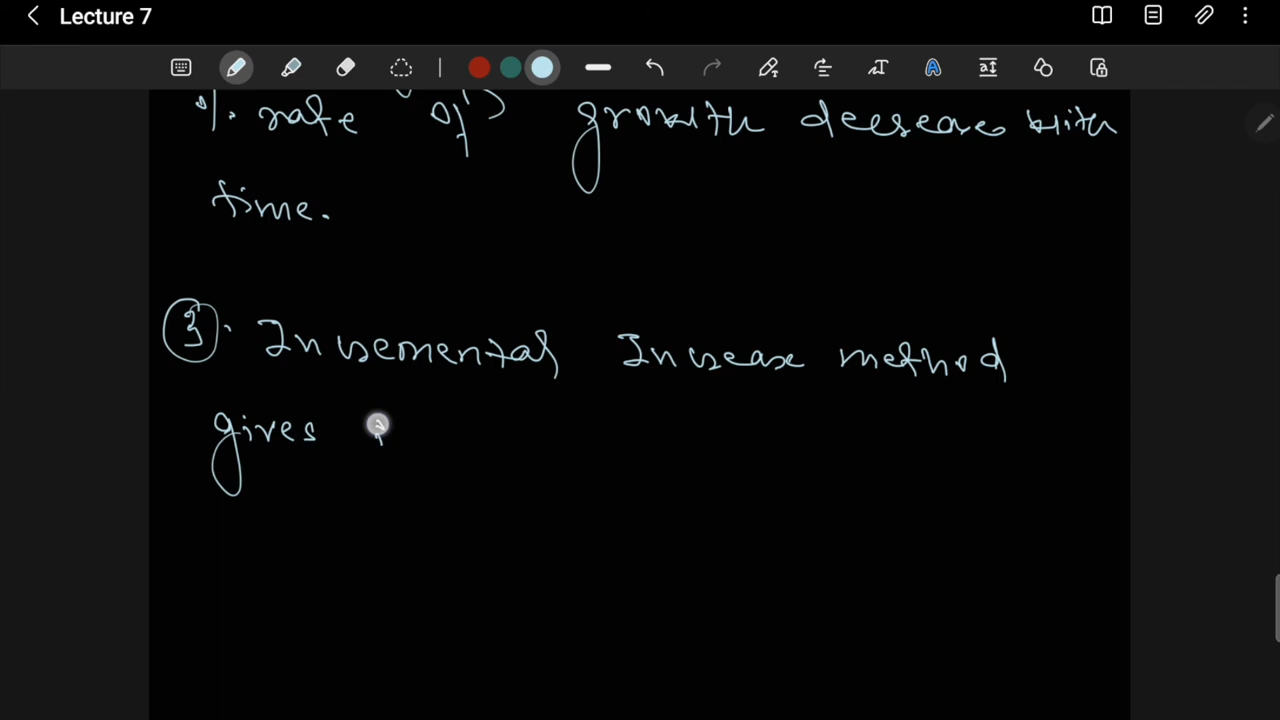 Lecture 7
%. rate of growth decrease with
time.
3. Incremental Increase method
gives